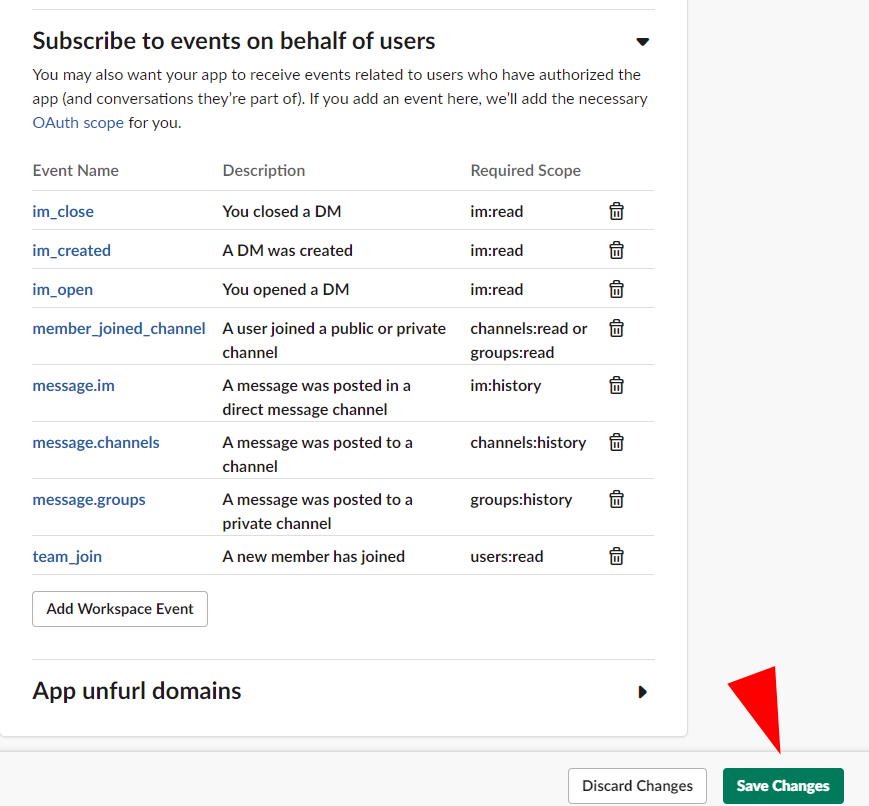 Subscribe to events on behalf of users
You may also want your app to receive events related to users who have authorized the
app (and conversations they're part of). If you add an event here, we'll add the necessary
OAuth scope for you.
Event Name Description Required Scope
im_close You closed a DM im:read
im_created A DM was created im:read
im_open You opened a DM im:read
member_joined_channel A user joined a public or private channels:read or
channel groups:read
message.im A message was posted in a im:history
direct message channel
message.channels A message was posted to a channels:history
channel
message.groups A message was posted to a groups:history
private channel
team_join A new member has joined users:read
Add Workspace Event
App unfurl domains
Discard Changes Save Changes